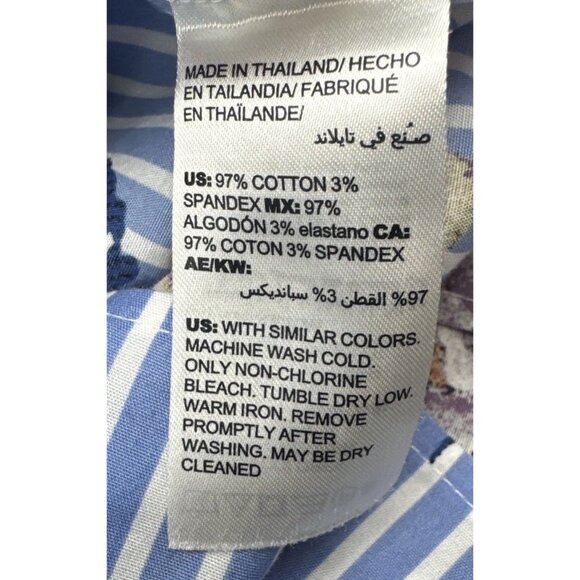 MADE IN THAILAND/ HECHO
EN TAILANDIA/ FABRIQUÉ
EN THAÏLANDE/
صُنع في تايلاند
US: 97% COTTON 3%
SPANDEX MX: 97%
ALGODÓN 3% elastano CA:
97% COTON 3% SPANDEX
AE/KW:
97% القطن 3% سبانديكس
US: WITH SIMILAR COLORS.
MACHINE WASH COLD.
ONLY NON-CHLORINE
BLEACH. TUMBLE DRY LOW.
WARM IRON. REMOVE
PROMPTLY AFTER
WASHING. MAY BE DRY
CLEANED